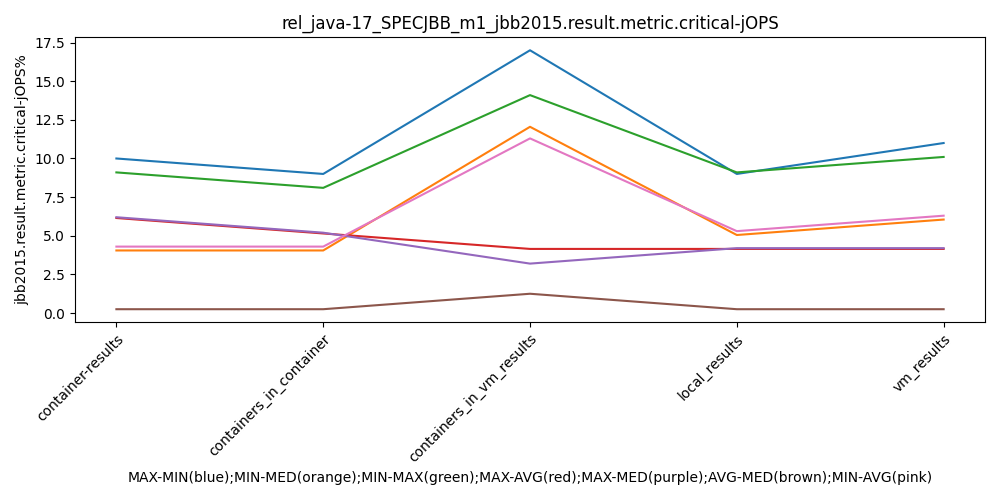 rel_java-17_SPECJBB_m1_jbb2015.result.metric.critical-jOPS
jbb2015.result.metric.critical-jOPS%
17.5
15.0
12.5
10.0
7.5
5.0
2.5
0.0
container-results
containers_in_container
containers_in_vm_results
local_results
vm_results
MAX-MIN(blue);MIN-MED(orange);MIN-MAX(green);MAX-AVG(red);MAX-MED(purple);AVG-MED(brown);MIN-AVG(pink)